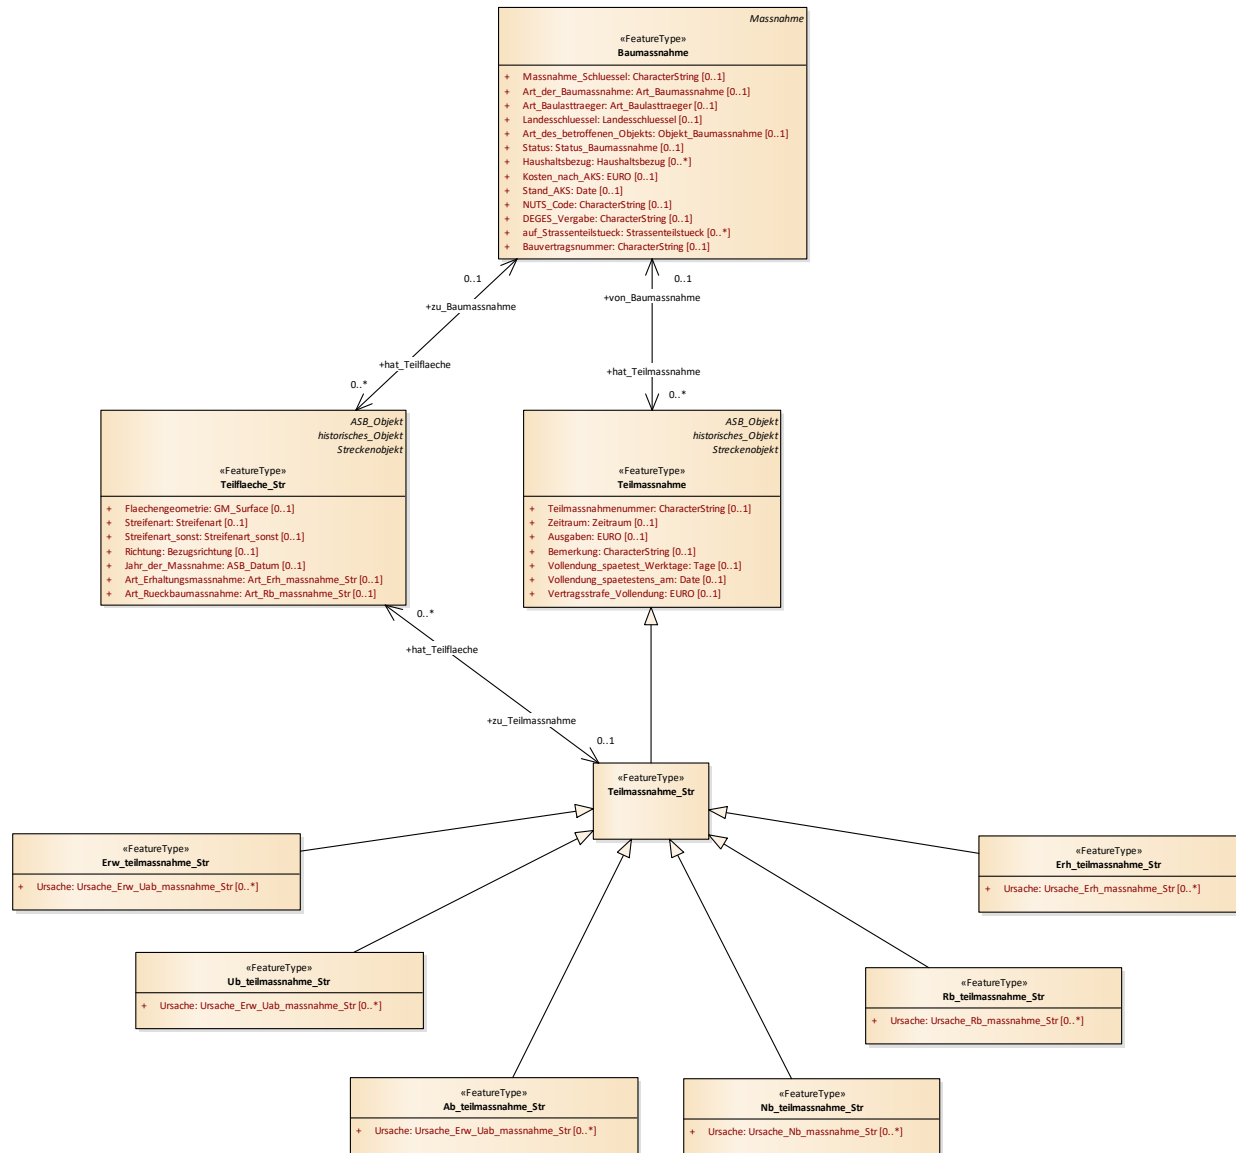 Massnahme
«FeatureType»
Baumassnahme
+ Massnahme_Schluessel: CharacterString [0..1]
+ Art_der_Baumassnahme: Art_Baumassnahme [0..1]
+ Art_Baulasttraeger: Art_Baulasttraeger [0..1]
+ Landesschluessel: Landesschluessel [0..1]
+ Art_des_betroffenen_Objekts: Objekt_Baumassnahme [0..1]
+ Status: Status_Baumassnahme [0..1]
+ Haushaltsbezug: Haushaltsbezug [0..*]
+ Kosten_nach_AKS: EURO [0..1]
+ Stand_AKS: Date [0..1]
+ NUTS_Code: CharacterString [0..1]
+ DEGES_Vergabe: CharacterString [0..1]
+ auf_Strassenteilstueck: Strassenteilstueck [0..*]
+ Bauvertragsnummer: CharacterString [0..1]
0..1
+zu_Baumassnahme
+hat_Teilflaeche
0..*
0..1
+von_Baumassnahme
+hat_Teilmassnahme
0..*
ASB_Objekt
historisches_Objekt
Streckenobjekt
«FeatureType»
Teilflaeche_Str
+ Flaechengeometrie: GM_Surface [0..1]
+ Streifenart: Streifenart [0..1]
+ Streifenart_sonst: Streifenart_sonst [0..1]
+ Richtung: Bezugsrichtung [0..1]
+ Jahr_der_Massnahme: ASB_Datum [0..1]
+ Art_Erhaltungsmassnahme: Art_Erh_massnahme_Str [0..1]
+ Art_Rueckbaumassnahme: Art_Rb_massnahme_Str [0..1]
ASB_Objekt
historisches_Objekt
Streckenobjekt
«FeatureType»
Teilmassnahme
+ Teilmassnahmenummer: CharacterString [0..1]
+ Zeitraum: Zeitraum [0..1]
+ Ausgaben: EURO [0..1]
+ Bemerkung: CharacterString [0..1]
+ Vollendung_spaetest_Werktage: Tage [0..1]
+ Vollendung_spaetestens_am: Date [0..1]
+ Vertragsstrafe_Vollendung: EURO [0..1]
0..*
+hat_Teilflaeche
+zu_Teilmassnahme
0..1
«FeatureType»
Teilmassnahme_Str
«FeatureType»
Erw_teilmassnahme_Str
+ Ursache: Ursache_Erw_Uab_massnahme_Str [0..*]
«FeatureType»
Erh_teilmassnahme_Str
+ Ursache: Ursache_Erh_massnahme_Str [0..*]
«FeatureType»
Ub_teilmassnahme_Str
+ Ursache: Ursache_Erw_Uab_massnahme_Str [0..*]
«FeatureType»
Rb_teilmassnahme_Str
+ Ursache: Ursache_Rb_massnahme_Str [0..*]
«FeatureType»
Ab_teilmassnahme_Str
+ Ursache: Ursache_Erw_Uab_massnahme_Str [0..*]
«FeatureType»
Nb_teilmassnahme_Str
+ Ursache: Ursache_Nb_massnahme_Str [0..*]